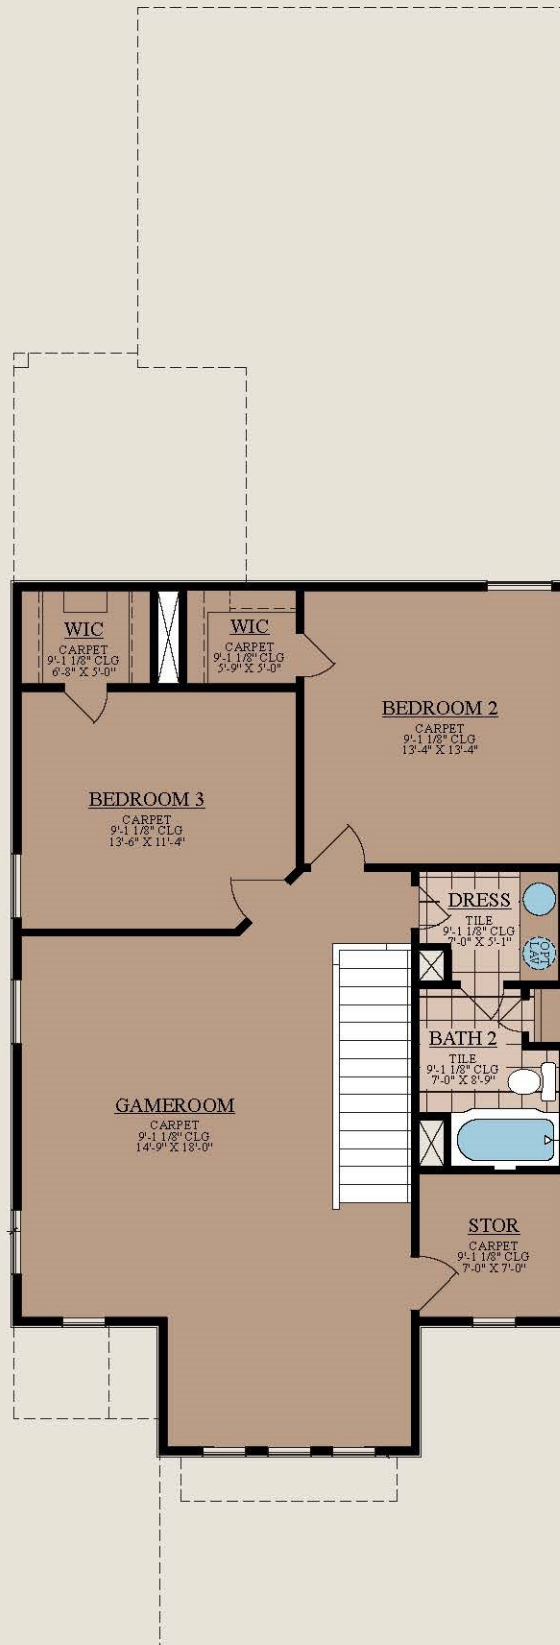 WIC
CARPET
9'-1 1/8" CLG
6'-8" X 5'-0"
WIC
CARPET
9'-1 1/8" CLG
5'-9" X 5'-0"
BEDROOM 2
CARPET
9'-1 1/8" CLG
13'-4" X 13'-4"
BEDROOM 3
CARPET
9'-1 1/8" CLG
13'-6" X 11'-4"
DRESS
TILE
9'-1 1/8" CLG
7'-0" X 5'-1"
OPT
LAV
BATH 2
TILE
9'-1 1/8" CLG
7'-0" X 8'-9"
GAMEROOM
CARPET
9'-1 1/8" CLG
14'-9" X 18'-0"
STOR
CARPET
9'-1 1/8" CLG
7'-0" X 7'-0"